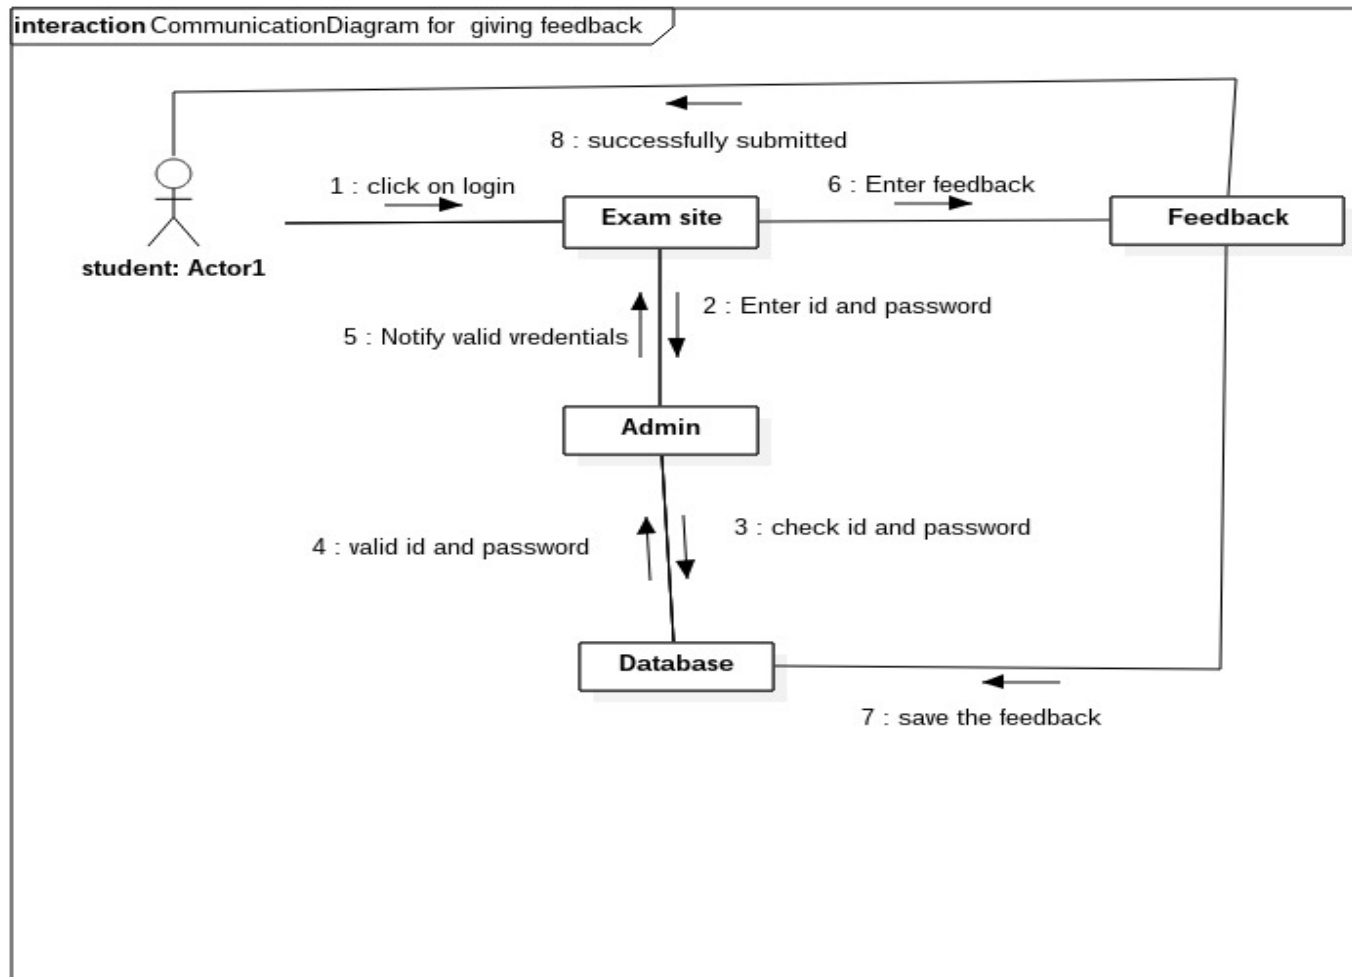 interaction CommunicationDiagram for giving feedback
8 : successfully submitted
1 : click on login
6 : Enter feedback
Exam site
Feedback
student: Actor1
2 : Enter id and password
5 : Notify valid vredentials
Admin
3 : check id and password
4 : valid id and password
Database
7 : save the feedback